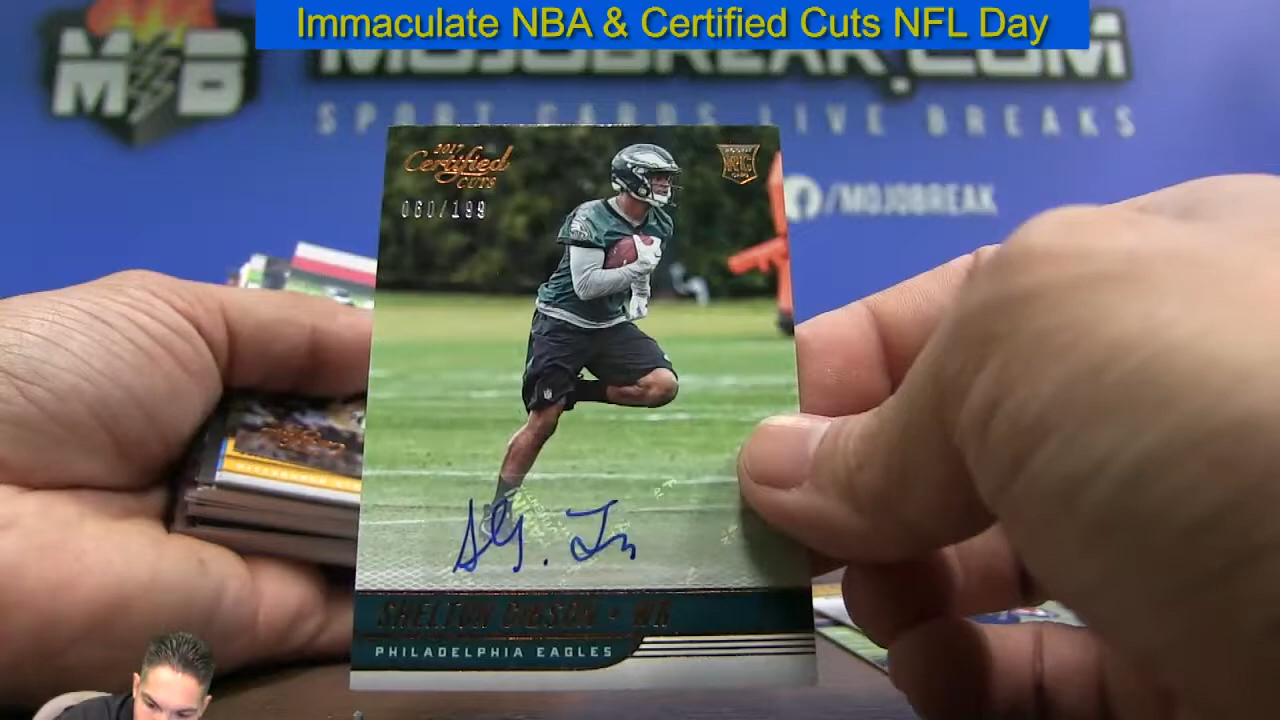 Immaculate NBA & Certified Cuts NFL Day
MB
MOJOBREAK.COM
SPORT CARDS LIVE BREAKS
/MOJOBREAK
2017
Certified
CUTS
060/199
SHELTON GIBSON • WR
PHILADELPHIA EAGLES